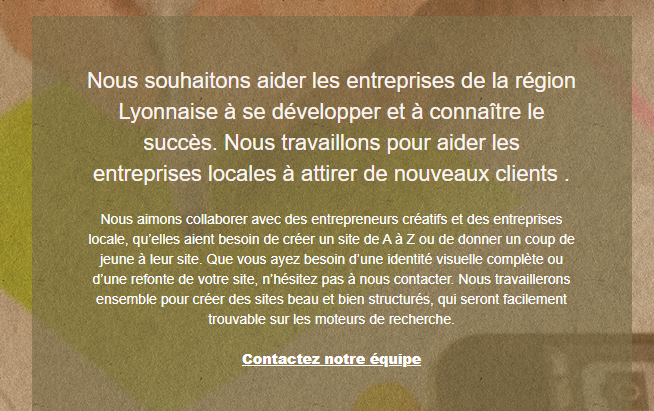 Nous souhaitons aider les entreprises de la région
Lyonnaise à se développer et à connaître le
succès. Nous travaillons pour aider les
entreprises locales à attirer de nouveaux clients .
Nous aimons collaborer avec des entrepreneurs créatifs et des entreprises
locale, qu’elles aient besoin de créer un site de A à Z ou de donner un coup de
jeune à leur site. Que vous ayez besoin d’une identité visuelle complète ou
d’une refonte de votre site, n’hésitez pas à nous contacter. Nous travaillerons
ensemble pour créer des sites beau et bien structurés, qui seront facilement
trouvable sur les moteurs de recherche.
Contactez notre équipe